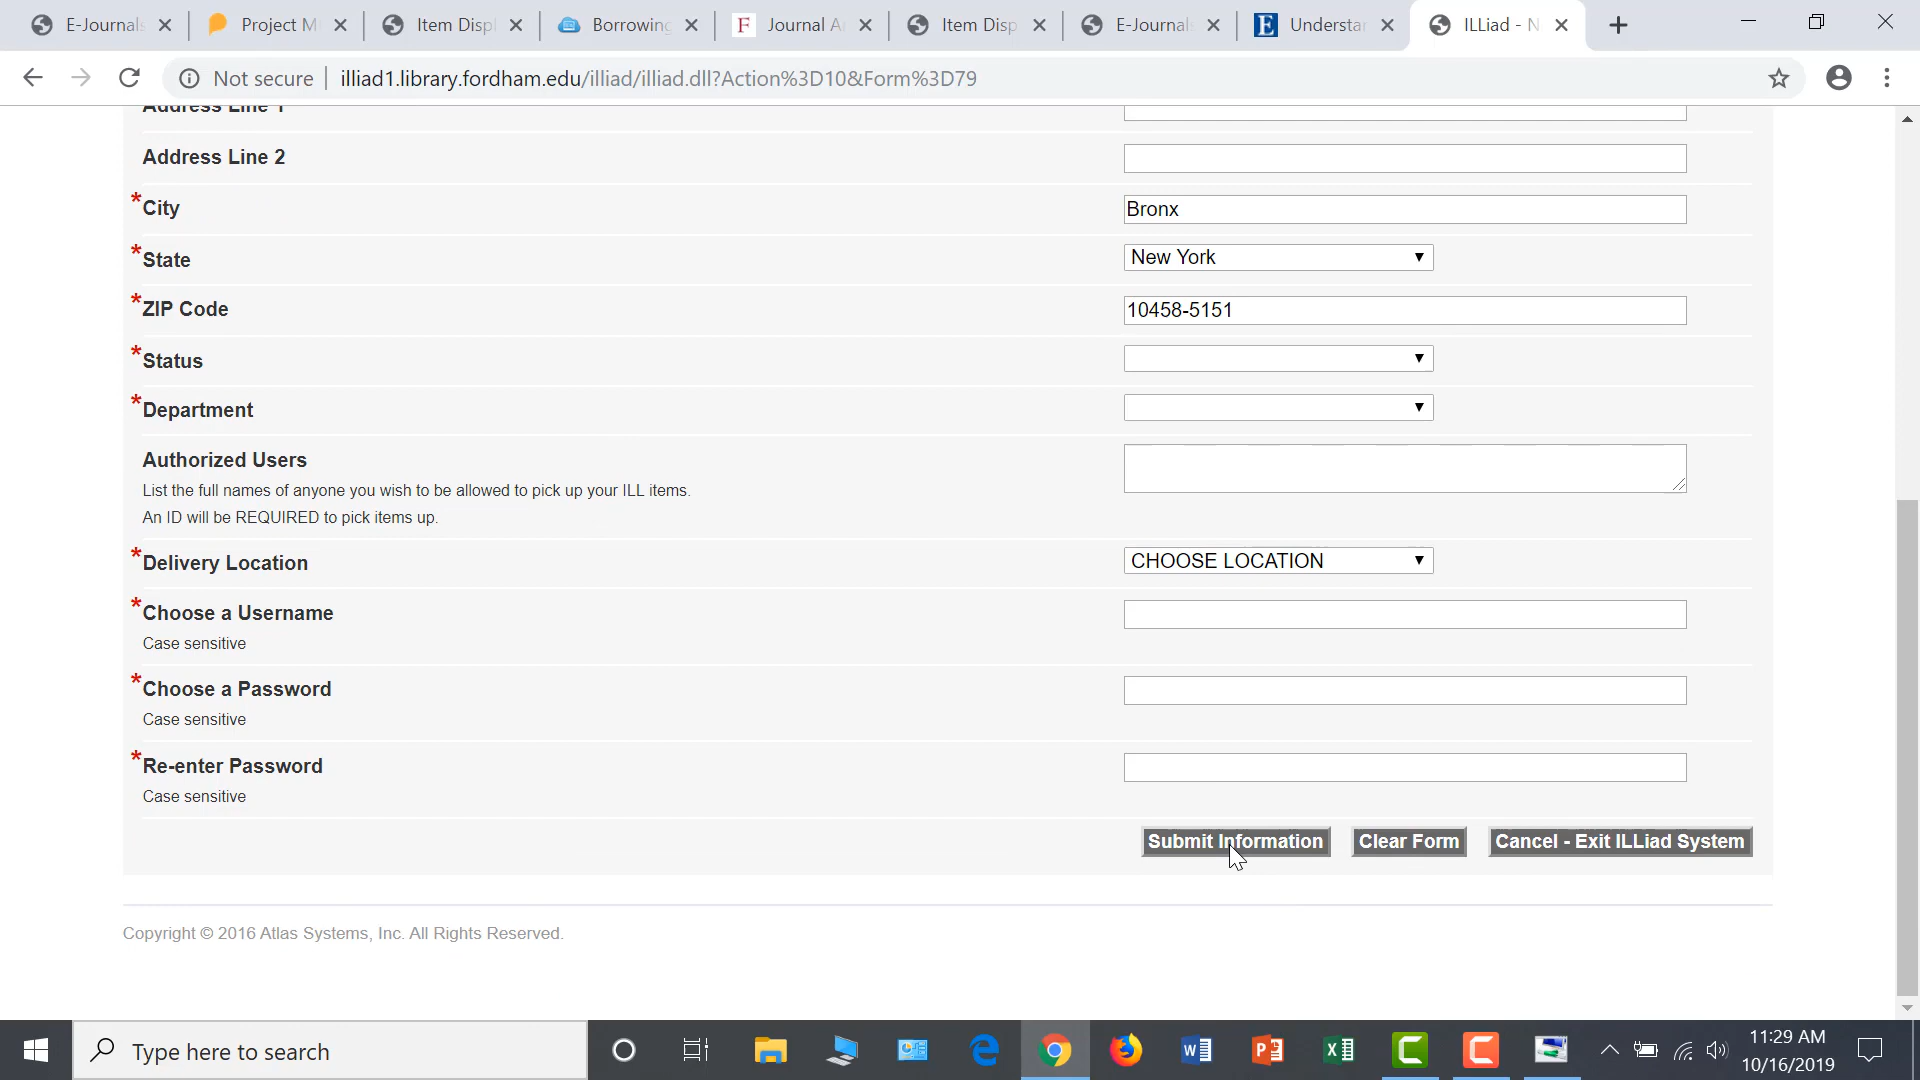 E-Journals
Project M
Item Disp
Borrowing
Journal A
Item Disp
E-Journals
Understa
ILLiad - N
Not secure
illiad1.library.fordham.edu/illiad/illiad.dll?Action%3D10&Form%3D79
Address Line 1
Address Line 2
*City
Bronx
*State
New York
*ZIP Code
10458-5151
*Status
*Department
Authorized Users
List the full names of anyone you wish to be allowed to pick up your ILL items.
An ID will be REQUIRED to pick items up.
*Delivery Location
CHOOSE LOCATION
*Choose a Username
Case sensitive
*Choose a Password
Case sensitive
*Re-enter Password
Case sensitive
Submit Information
Clear Form
Cancel - Exit ILLiad System
Copyright © 2016 Atlas Systems, Inc. All Rights Reserved.
Type here to search
11:29 AM
10/16/2019